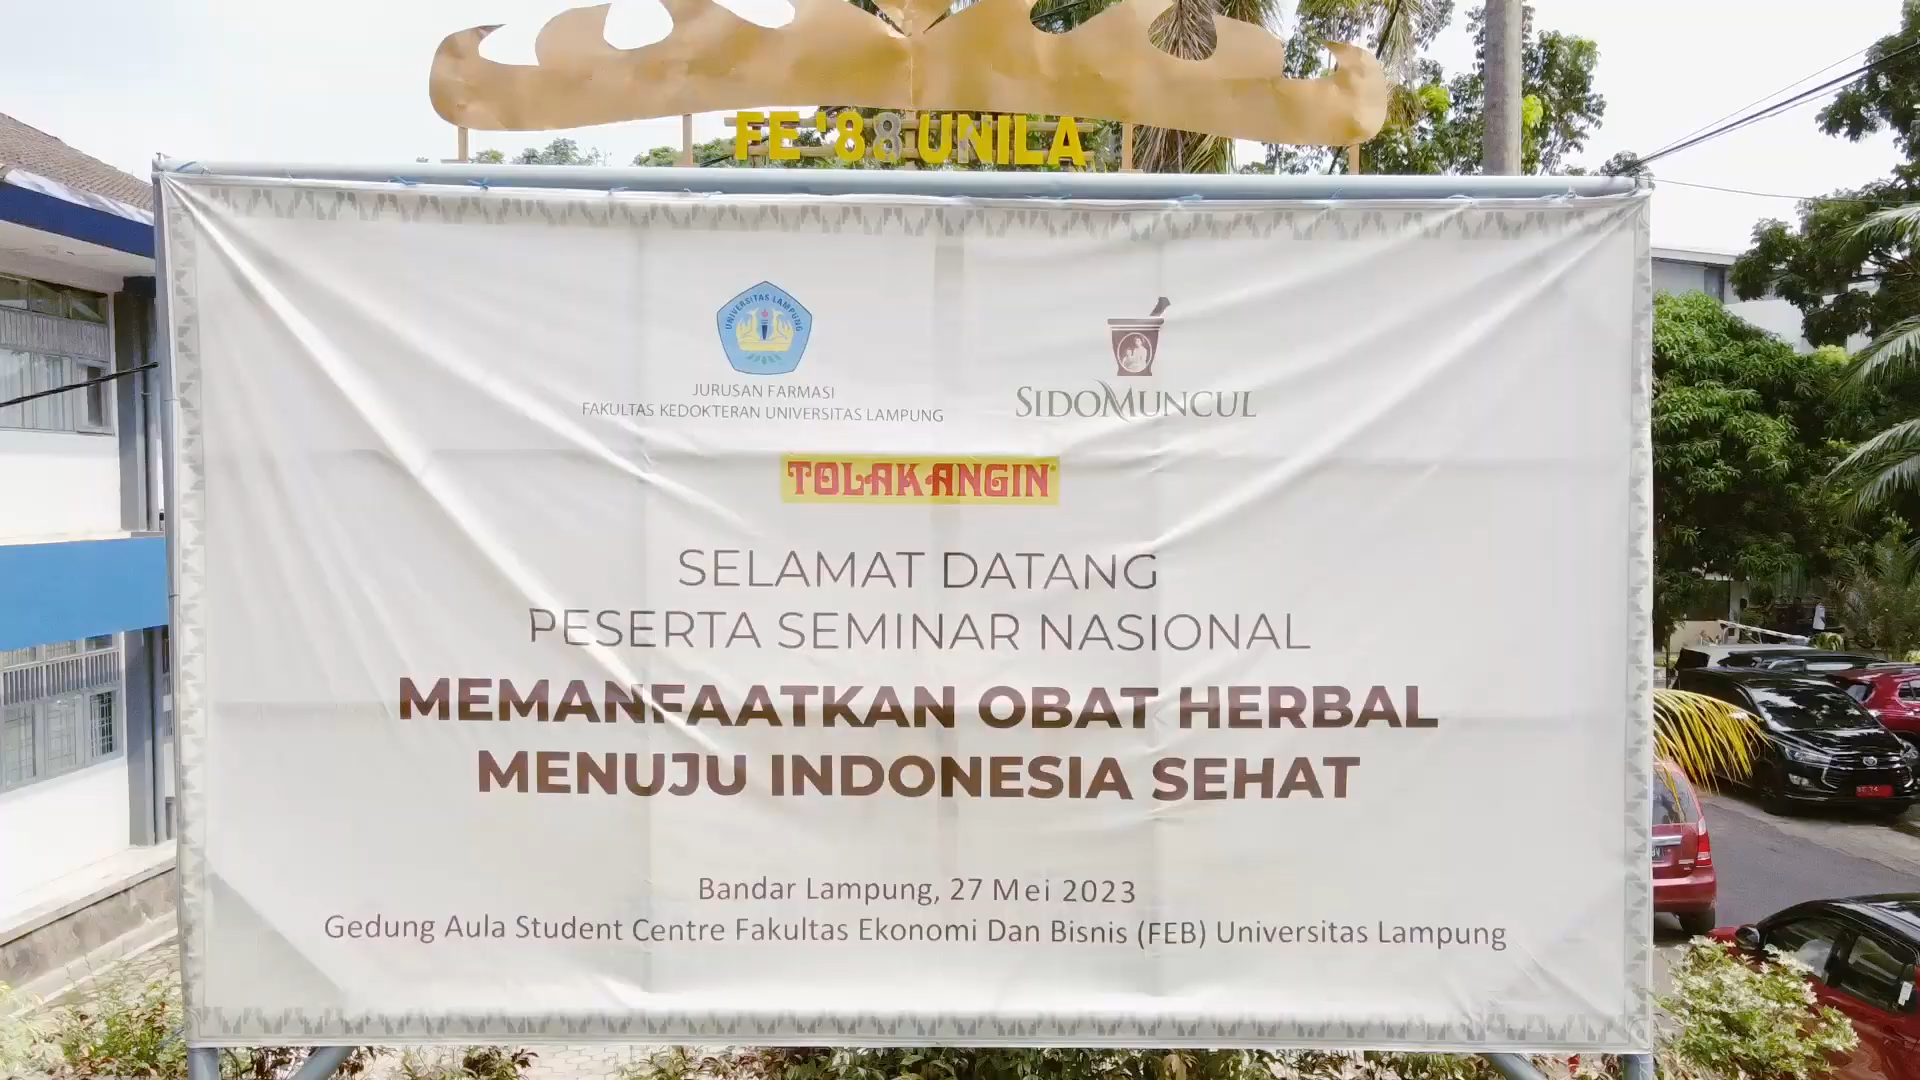 FE '88 UNILA
UNIVERSITAS LAMPUNG
JURUSAN FARMASI
FAKULTAS KEDOKTERAN UNIVERSITAS LAMPUNG
SIDOMUNCUL
TOLAK ANGIN
SELAMAT DATANG
PESERTA SEMINAR NASIONAL
MEMANFAATKAN OBAT HERBAL
MENUJU INDONESIA SEHAT
Bandar Lampung, 27 Mei 2023
Gedung Aula Student Centre Fakultas Ekonomi Dan Bisnis (FEB) Universitas Lampung